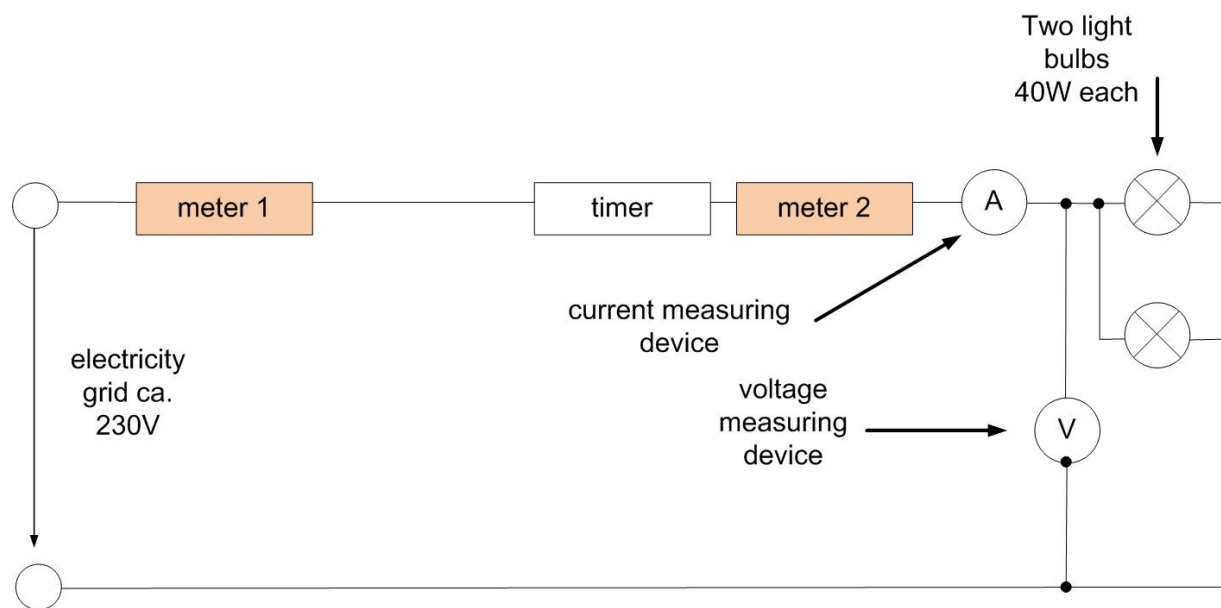 Two light
bulbs
40W each
meter 1
timer
meter 2
A
current measuring
device
electricity
grid ca.
230V
voltage
measuring
device
V